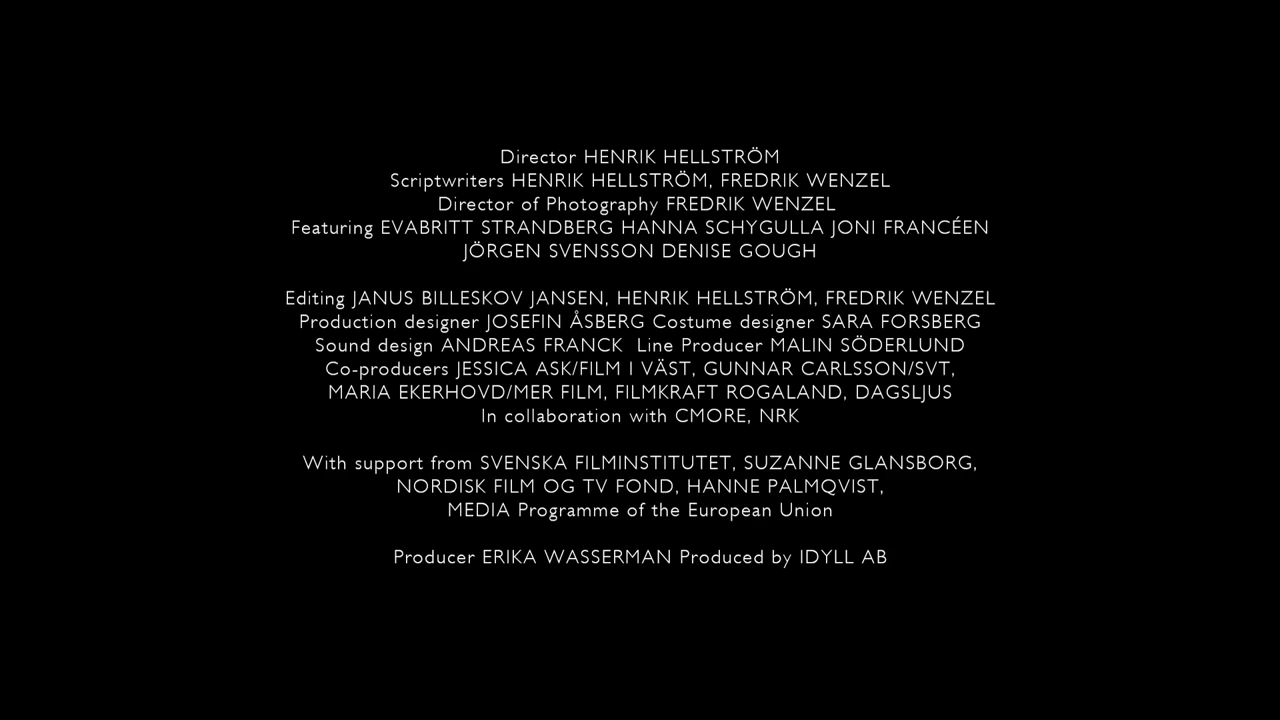 Director HENRIK HELLSTRÖM
Scriptwriters HENRIK HELLSTRÖM, FREDRIK WENZEL
Director of Photography FREDRIK WENZEL
Featuring EVABRITT STRANDBERG HANNA SCHYGULLA JONI FRANCÉEN
JÖRGEN SVENSSON DENISE GOUGH
Editing JANUS BILLESKOV JANSEN, HENRIK HELLSTRÖM, FREDRIK WENZEL
Production designer JOSEFIN ÅSBERG Costume designer SARA FORSBERG
Sound design ANDREAS FRANCK  Line Producer MALIN SÖDERLUND
Co-producers JESSICA ASK/FILM I VÄST, GUNNAR CARLSSON/SVT,
MARIA EKERHOVD/MER FILM, FILMKRAFT ROGALAND, DAGSLJUS
In collaboration with CMORE, NRK
With support from SVENSKA FILMINSTITUTET, SUZANNE GLANSBORG,
NORDISK FILM OG TV FOND, HANNE PALMQVIST,
MEDIA Programme of the European Union
Producer ERIKA WASSERMAN Produced by IDYLL AB